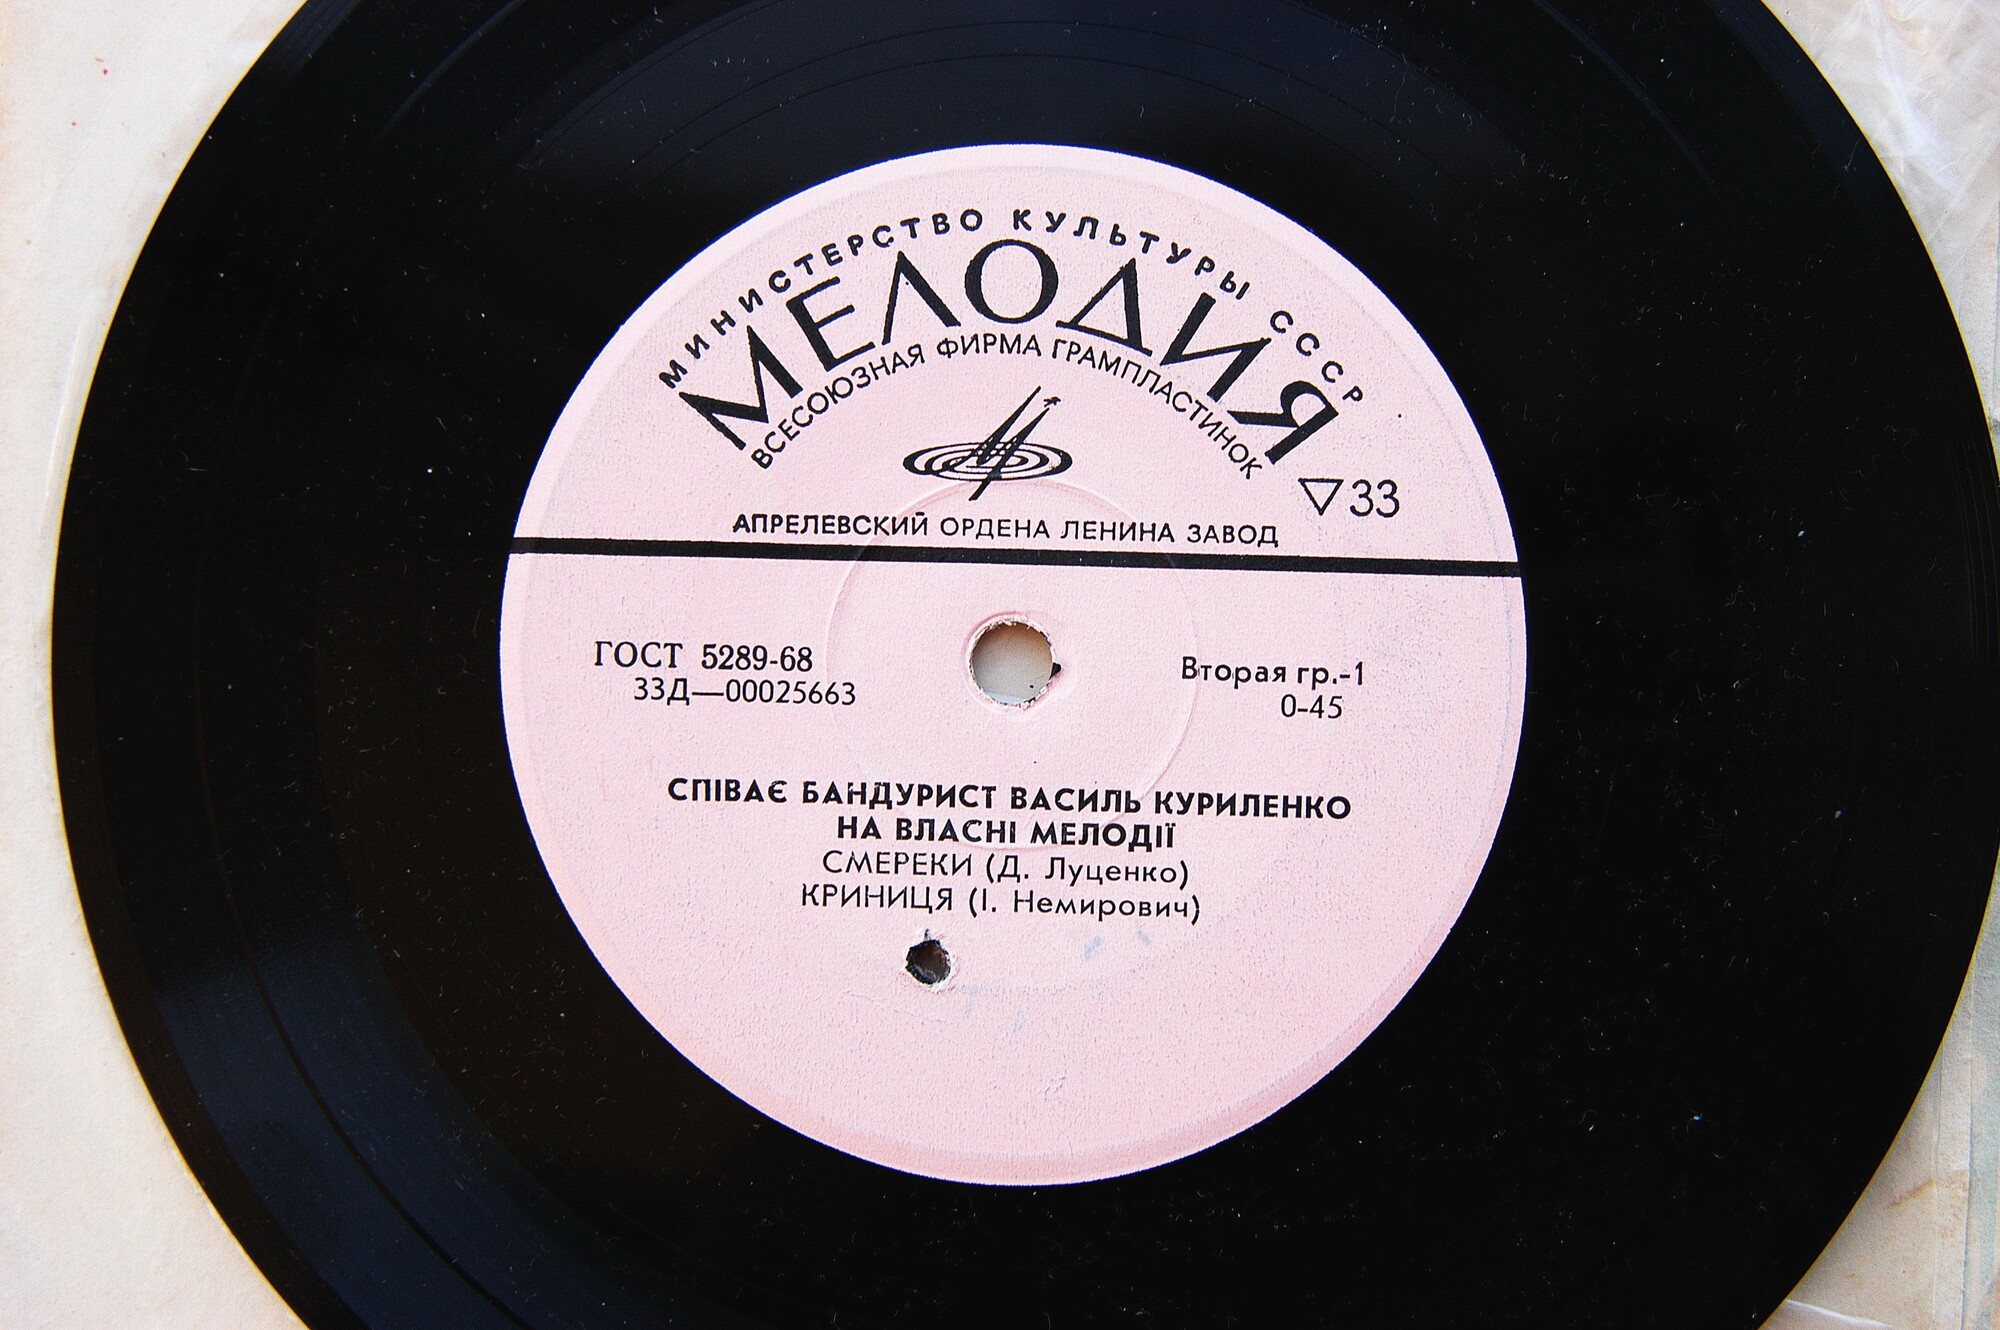 МИНИСТЕРСТВО КУЛЬТУРЫ СССР
МЕЛОДИЯ
ВСЕСОЮЗНАЯ ФИРМА ГРАМПЛАСТИНОК
▽33
АПРЕЛЕВСКИЙ ОРДЕНА ЛЕНИНА ЗАВОД
ГОСТ 5289-68
33Д—00025663
Вторая гр.-1
0-45
СПІВАЄ БАНДУРИСТ ВАСИЛЬ КУРИЛЕНКО
НА ВЛАСНІ МЕЛОДІЇ
СМЕРЕКИ (Д. Луценко)
КРИНИЦЯ (І. Немирович)